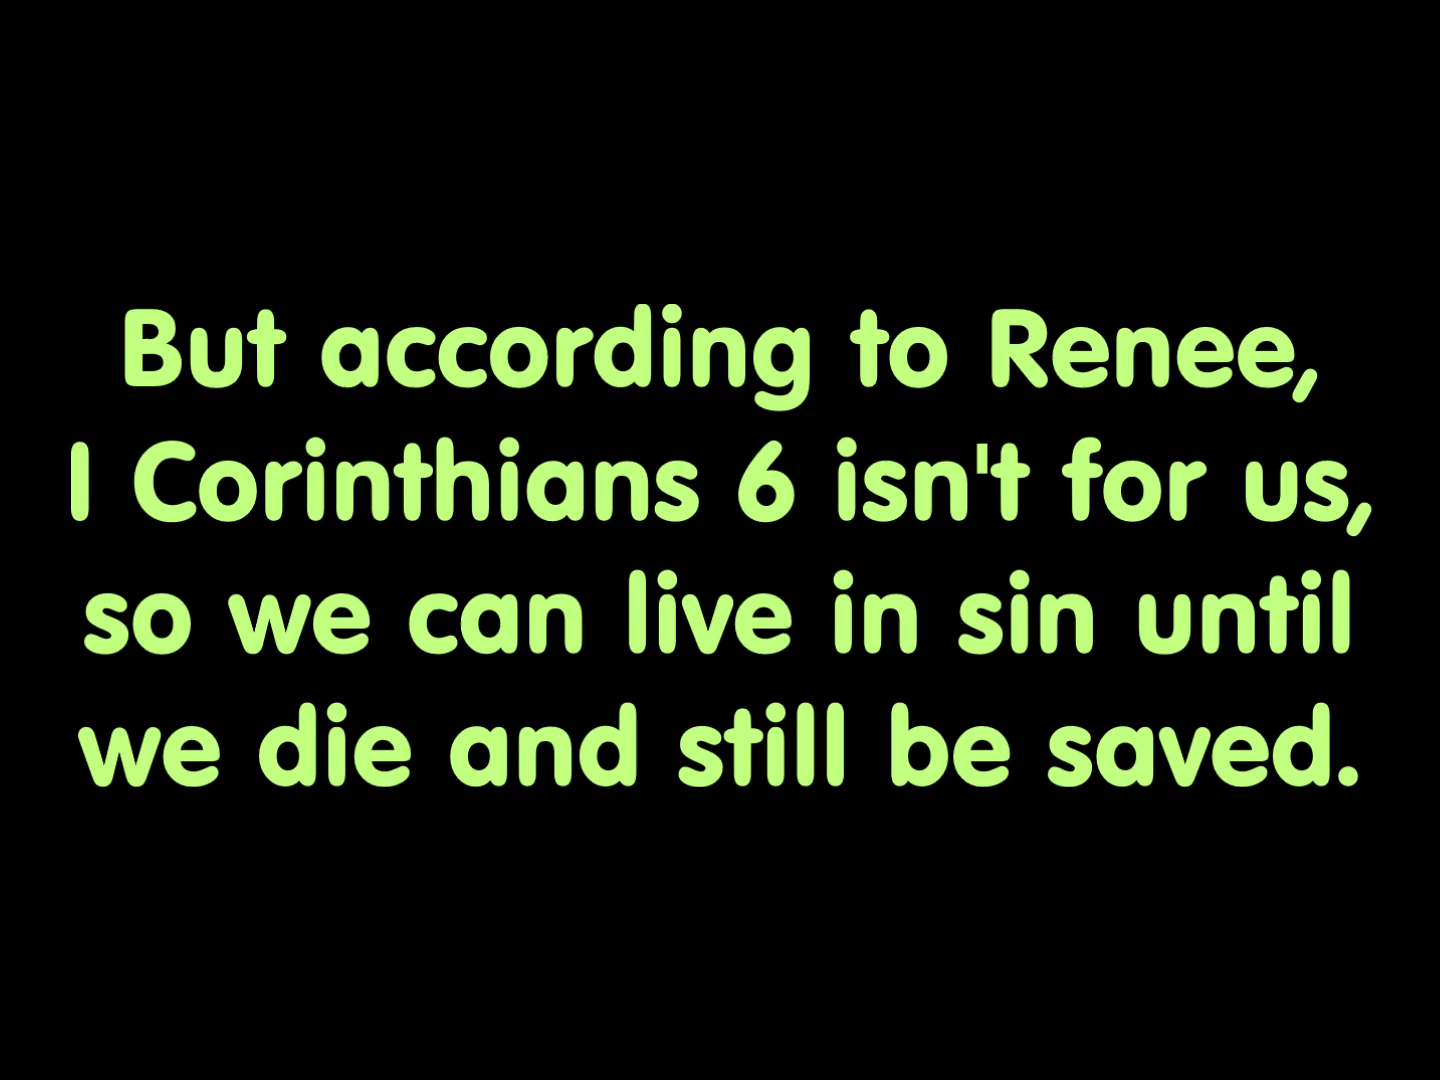 But according to Renee,
I Corinthians 6 isn't for us,
so we can live in sin until
we die and still be saved.